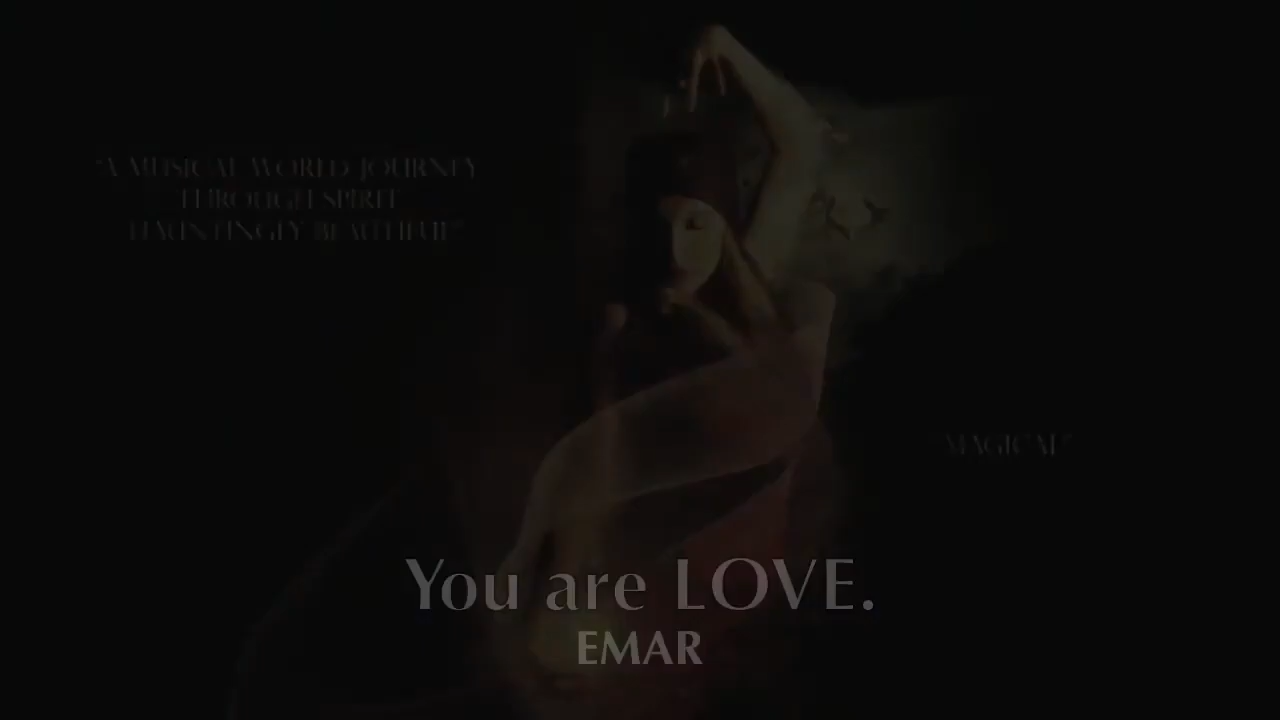 "A MUSICAL WORLD JOURNEY
THROUGH SPIRIT
HAUNTINGLY BEAUTIFUL"
"MAGICAL"
You are LOVE.
EMAR